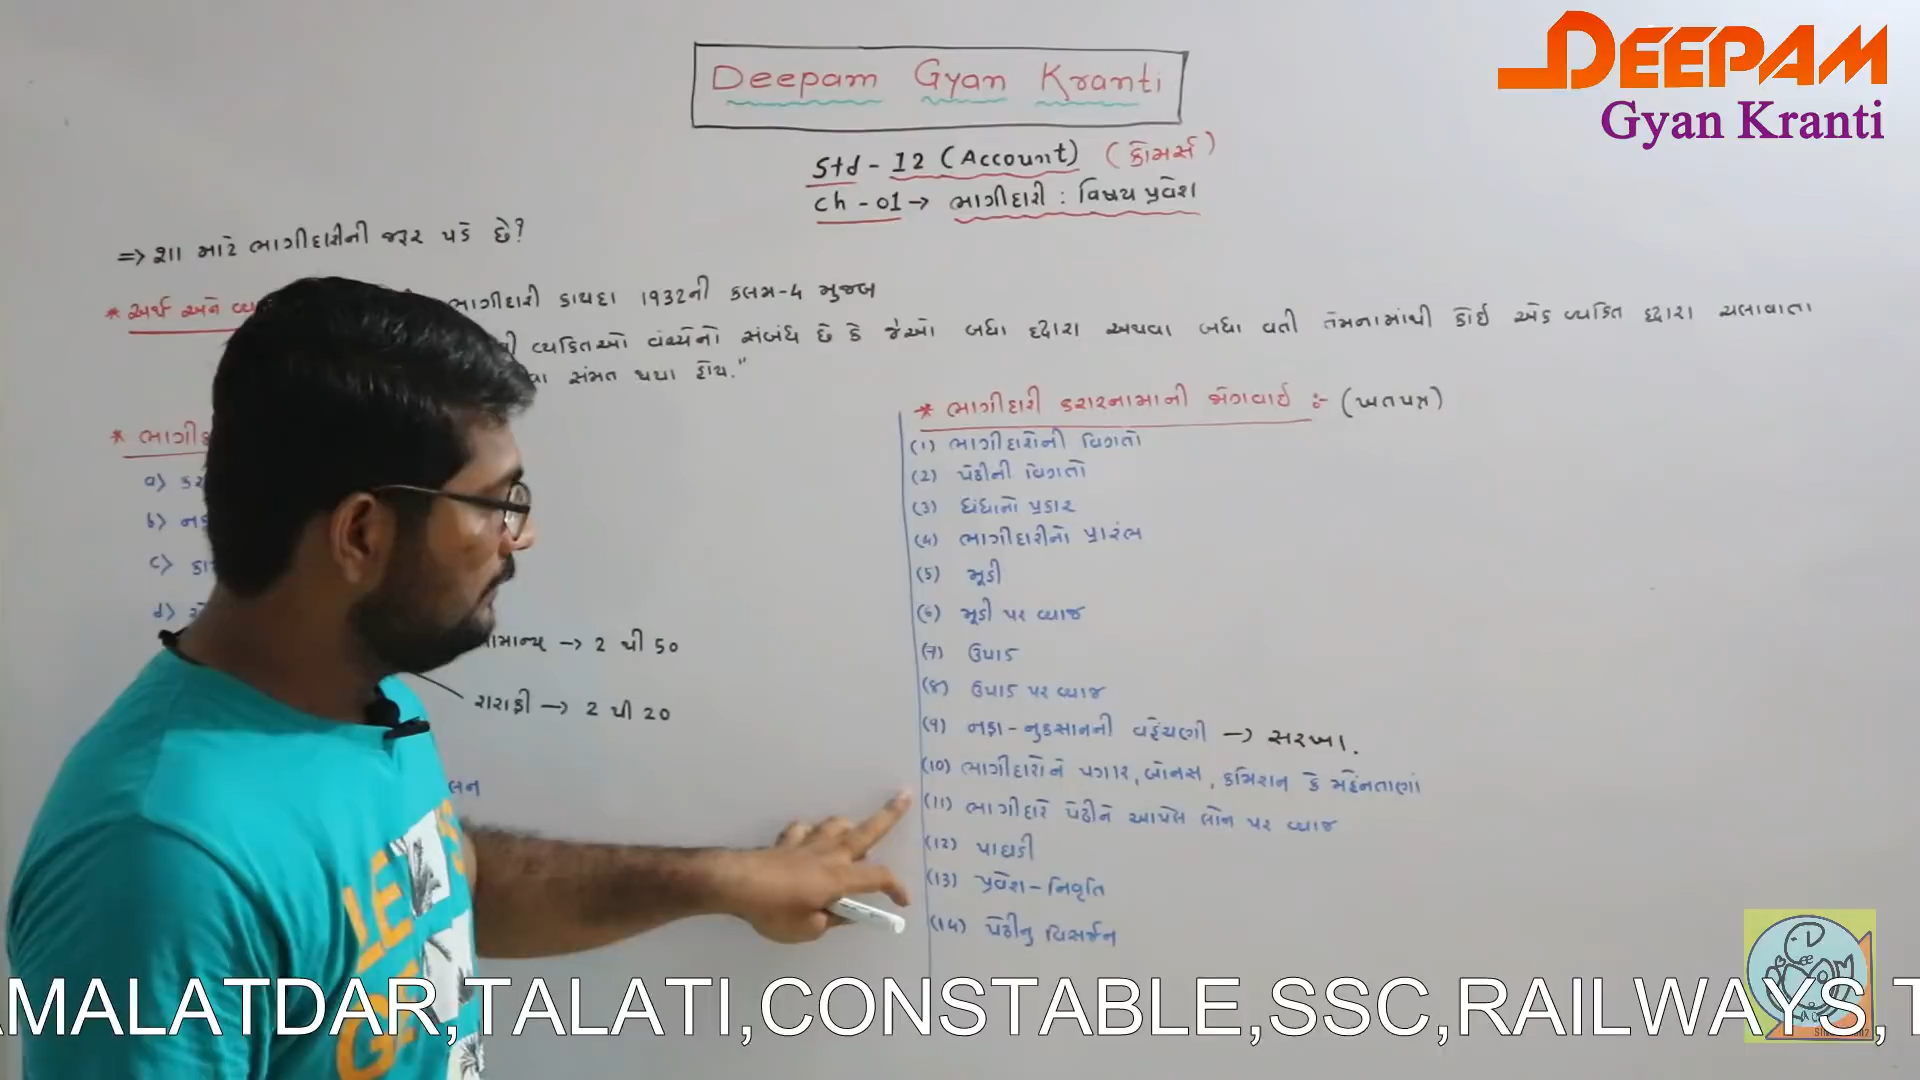 DEEPAM
Gyan Kranti
Deepam Gyan Kranti
Std - 12 (Account) (કોમર્સ)
Ch - 01 → ભાગીદારી : વિષય પ્રવેશ
=> શા માટે ભાગીદારીની જરૂર પડે છે?
* અર્થ અને ભાગીદારી કાયદા 1932ની કલમ-4 મુજબ
વ્યકિતઓ વચ્ચેનો સંબંધ છે કે જેઓ બધા દ્વારા અથવા બધા વતી તેમનામાંથી કોઇ એક વ્યકિત દ્વારા ચલાવાતા
સંમત થયા હોય."
* ભાગીદારી કરારનામાની જોગવાઇ :- (ખતપત્ર)
(1) ભાગીદારોની વિગતો
(2) પેઢીની વિગતો
(3) ધંધાનો પ્રકાર
(4) ભાગીદારીનો પ્રારંભ
(5) મૂડી
(6) મૂડી પર વ્યાજ
(7) ઉપાડ
(8) ઉપાડ પર વ્યાજ
(9) નફા-નુકસાનની વહેંચણી → સરખા.
(10) ભાગીદારોને પગાર, બોનસ, કમિશન કે મહેનતાણાં
(11) ભાગીદારે પેઢીને આપેલ લોન પર વ્યાજ
(12) પાઘડી
(13) પ્રવેશ-નિવૃતિ
(14) પેઢીનુ વિસર્જન
* ભાગી
a)
b)
c)
d)
→ 2 થી 50
શરાફી → 2 થી 20
લન
MALATDAR,TALATI,CONSTABLE,SSC,RAILWAYS,T